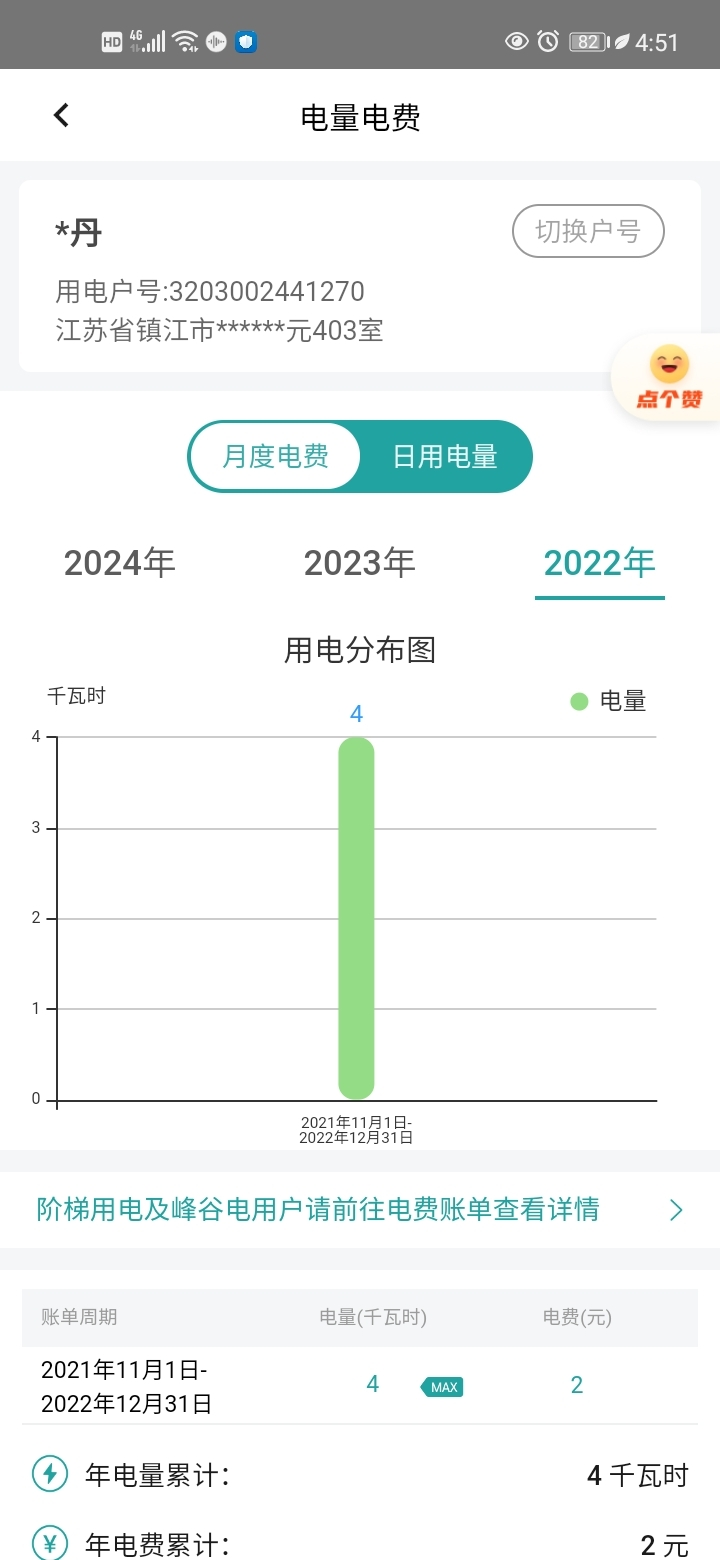 HD 4G 82 4:51
电量电费
*丹
切换户号
用电户号:3203002441270
江苏省镇江市******元403室
点个赞
月度电费 日用电量
2024年 2023年 2022年
用电分布图
千瓦时
电量
4
4
3
2
1
0
2021年11月1日-
2022年12月31日
阶梯用电及峰谷电用户请前往电费账单查看详情
账单周期 电量(千瓦时) 电费(元)
2021年11月1日-
2022年12月31日
4 MAX 2
年电量累计: 4 千瓦时
¥ 年电费累计: 2 元